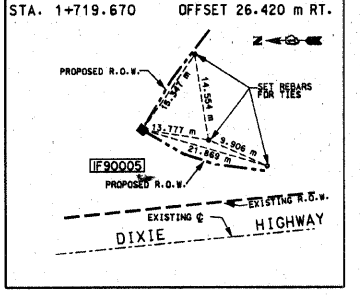 STA. 1+719.670 OFFSET 26.420 m RT.
N
PROPOSED R.O.W.
SET REBARS
FOR TIES
14.554 m
13.777 m
9.906 m
21.869 m
IF90005
PROPOSED R.O.W.
EXISTING R.O.W.
EXISTING ℄
DIXIE HIGHWAY